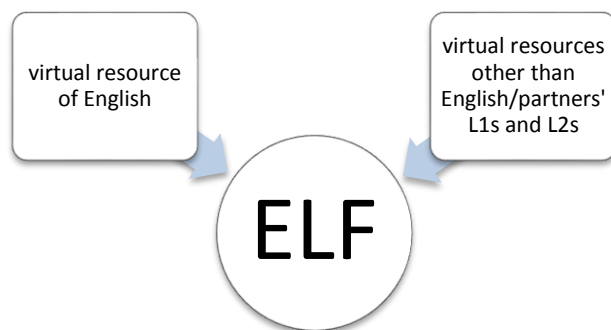 virtual resource
of English
virtual resources
other than
English/partners'
L1s and L2s
ELF